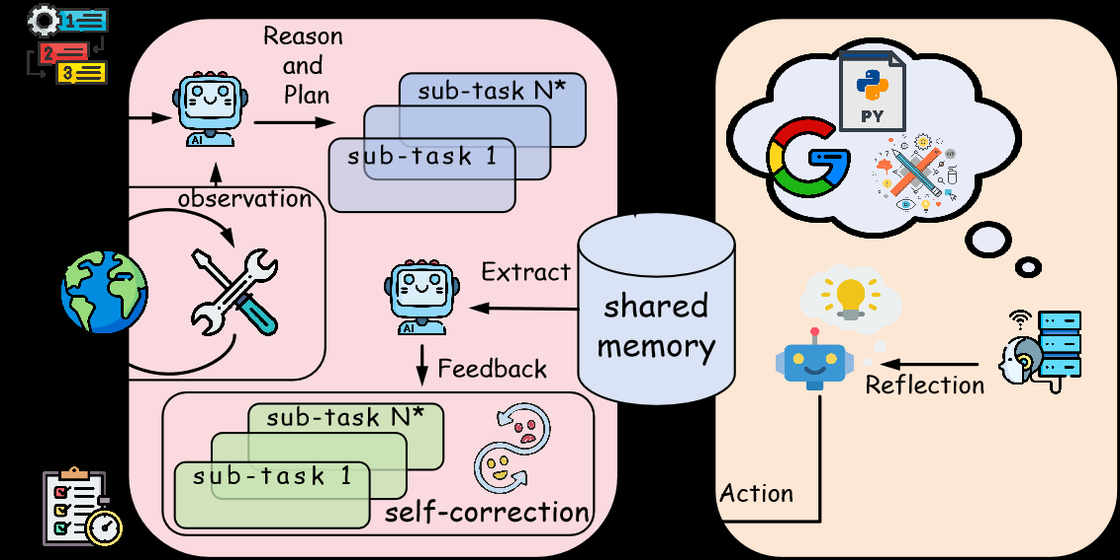 1
2
3
Reason
and
Plan
AI
sub-task N*
sub-task 1
observation
PY
G
Extract
shared
memory
AI
Feedback
Reflection
sub-task N*
sub-task 1
self-correction
Action